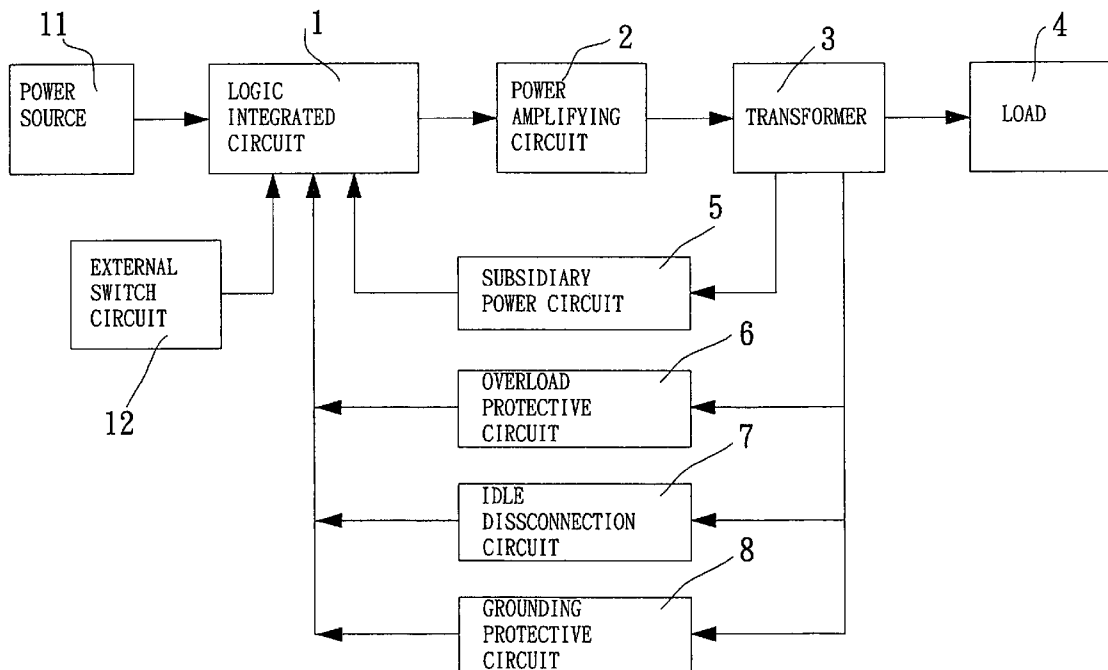 11
POWER
SOURCE
1
LOGIC
INTEGRATED
CIRCUIT
2
POWER
AMPLIFYING
CIRCUIT
3
TRANSFORMER
4
LOAD
EXTERNAL
SWITCH
CIRCUIT
12
5
SUBSIDIARY
POWER CIRCUIT
6
OVERLOAD
PROTECTIVE
CIRCUIT
7
IDLE
DISSCONNECTION
CIRCUIT
8
GROUNDING
PROTECTIVE
CIRCUIT